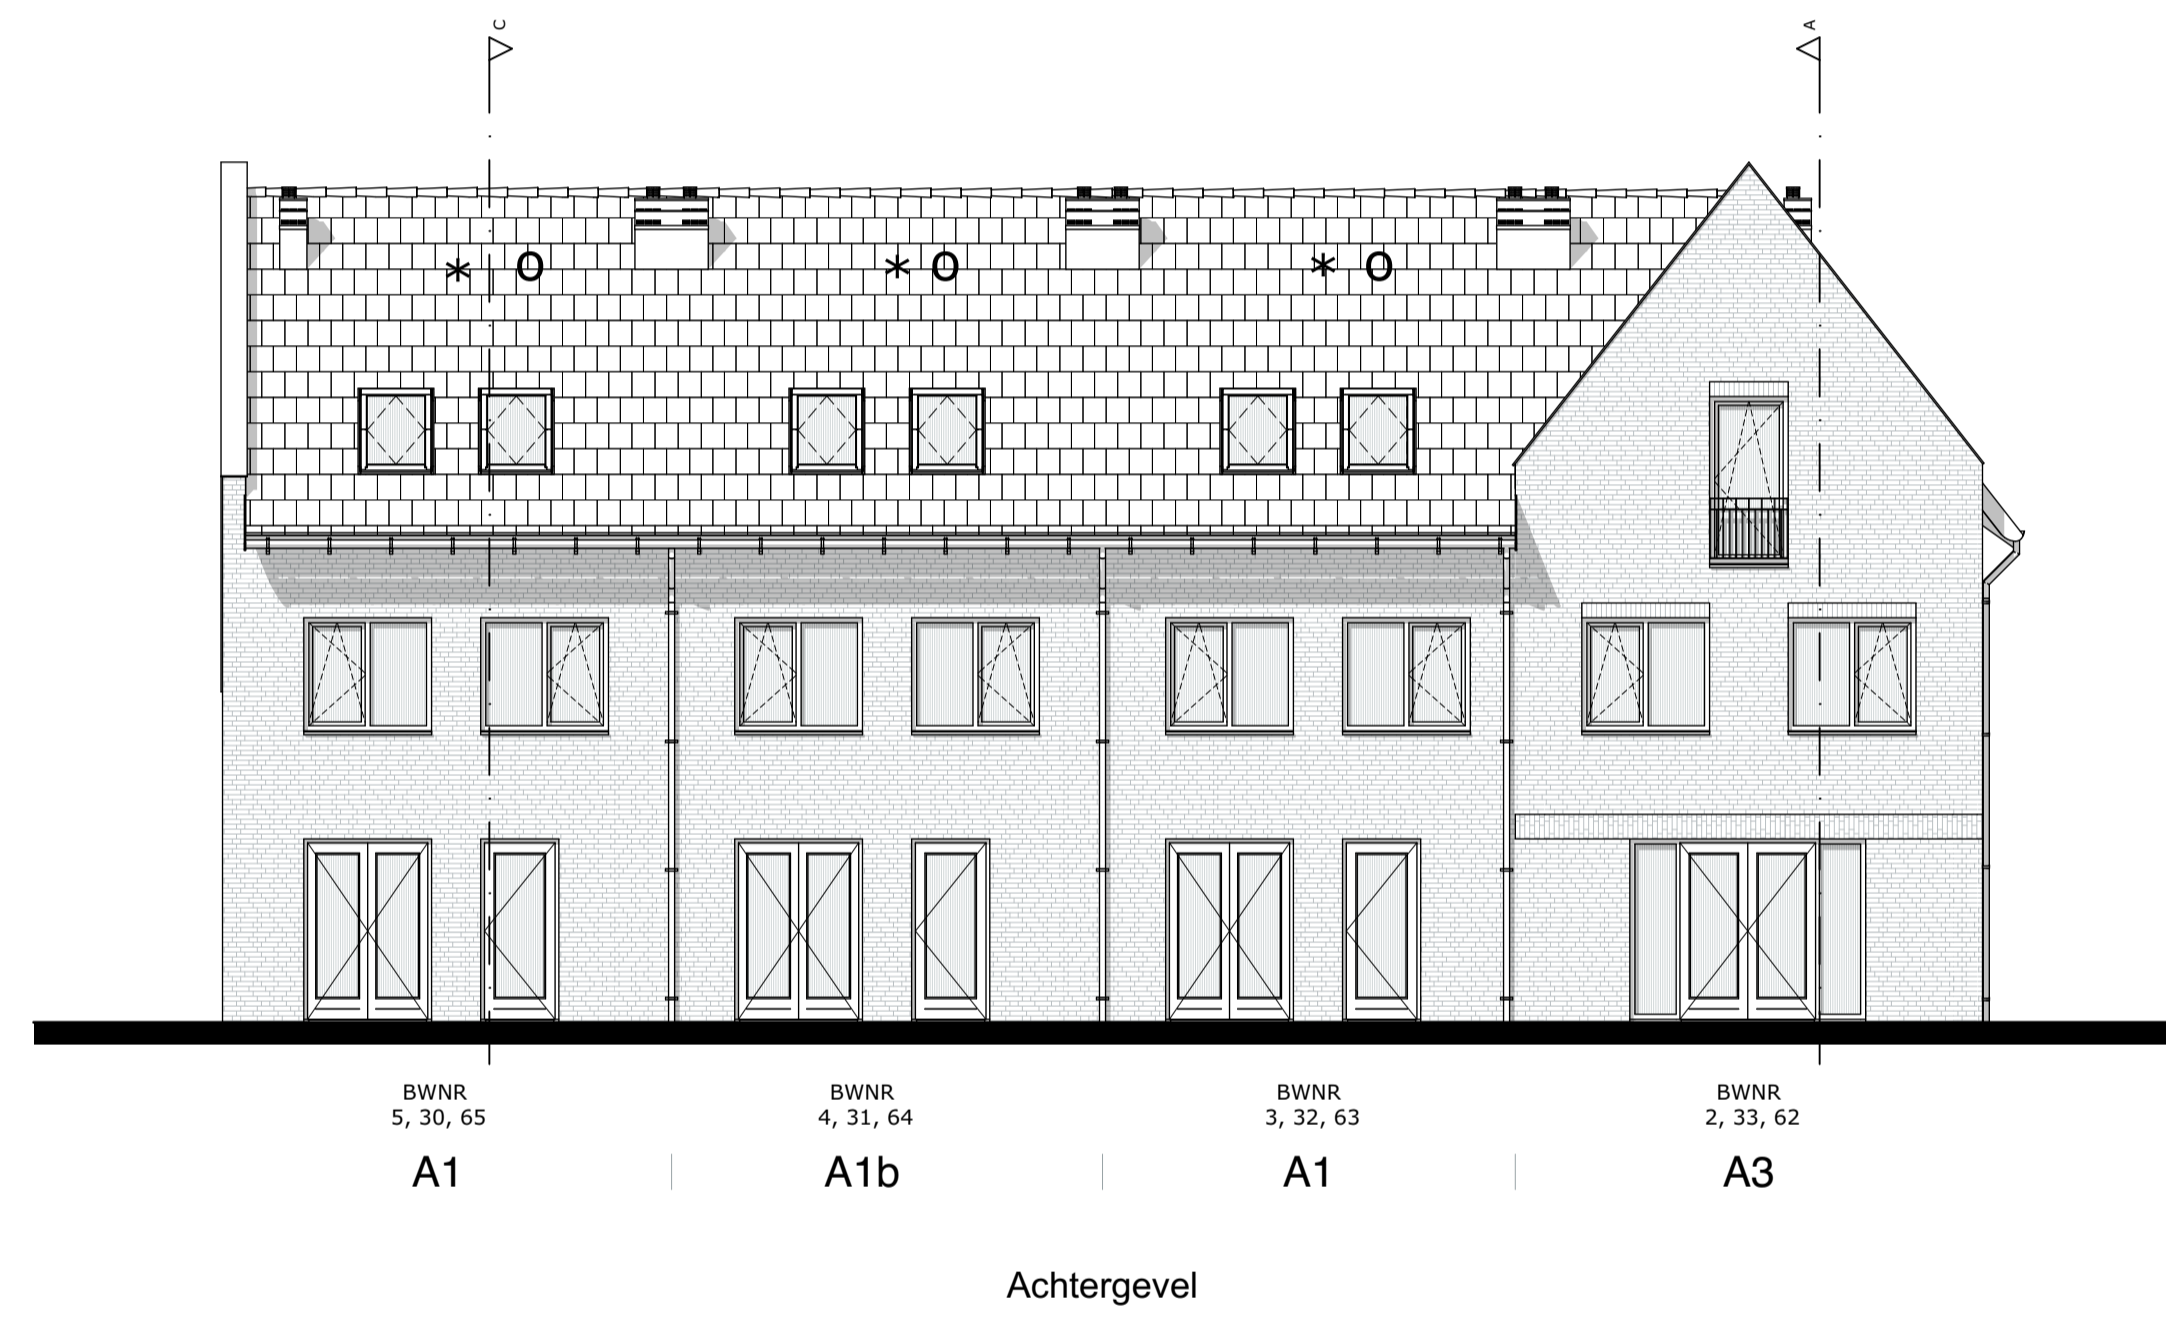 C
A
* O
* O
* O
BWNR
5, 30, 65
BWNR
4, 31, 64
BWNR
3, 32, 63
BWNR
2, 33, 62
A1
A1b
A1
A3
Achtergevel